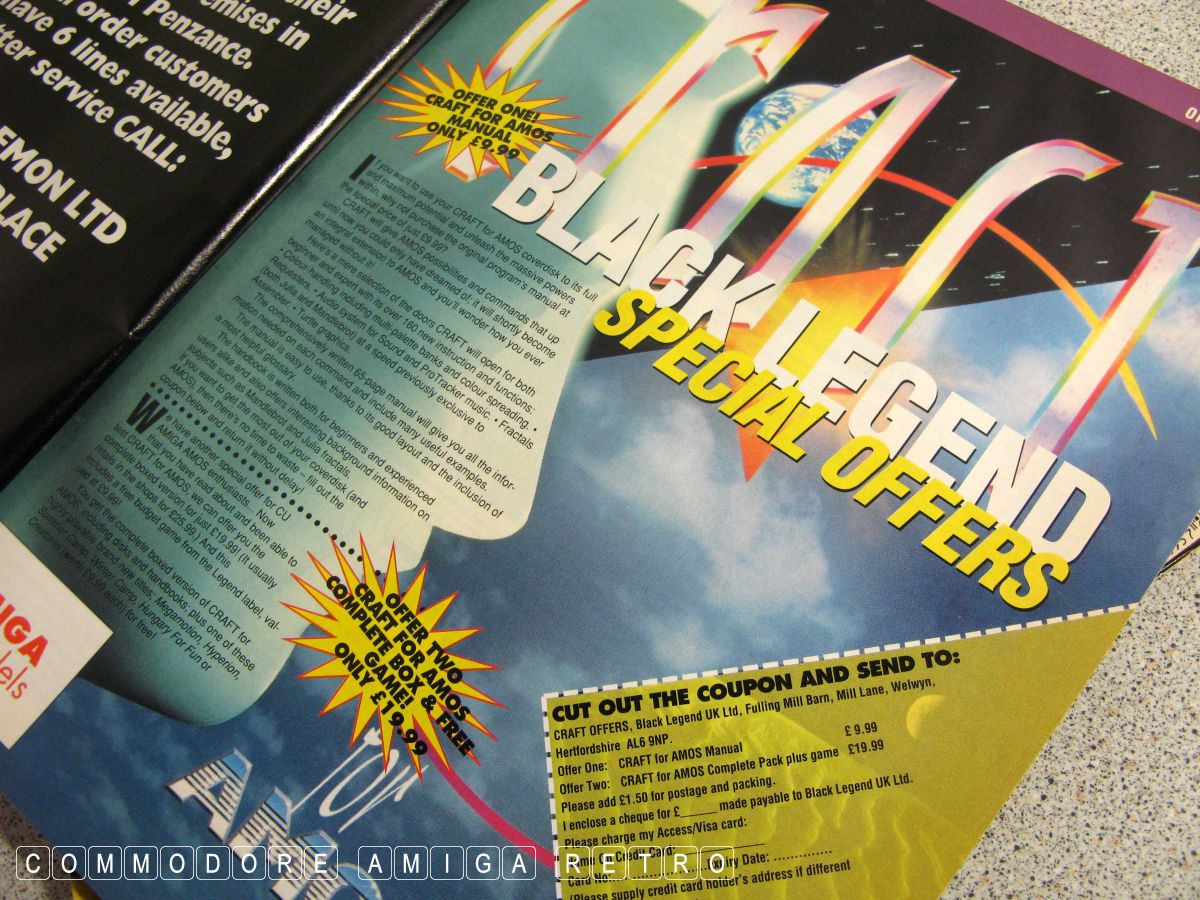 their
premises in
Penzance.
order customers
have 6 lines available,
service CALL:
EMON LTD
PLACE
OFFER ONE!
CRAFT FOR AMOS
MANUAL
ONLY £9.99
BLACK LEGEND
SPECIAL OFFERS
If you want to use your CRAFT for AMOS coverdisk to its full
and maximum potential and unleash the massive powers
within, why not purchase the original program's manual at
the special price of just £9.99?
CRAFT will give AMOS possibilities and commands that up
until now you could only have dreamed of: it will shortly become
an integral extension to AMOS and you'll wonder how you ever
managed without it.
Here's a mere selection of the doors CRAFT will open for both
beginner and expert with its over 160 new instruction and functions:
• Colour handling including multi palette banks and colour spreading. •
Requesters. • Audio system for Sound and ProTracker music. • Fractals
(both Julia and Mandlebrot) at a speed previously exclusive to
Assembler • Turtle graphics
The comprehensively written 65 page manual will give you all the infor-
mation needed on each command and include many useful examples.
The manual is easy to use, thanks to its good layout and the inclusion of
a most helpful glossary.
The handbook is written both for beginners and experienced
users alike and also offers interesting background information on
subjects such as Mandlebrot and Julia fractals.
If you want to get the most out of your coverdisk (and
AMOS) then there's no time to waste... fill out the
coupon below and return it without delay!
We have another special offer for CU
AMIGA AMOS enthusiasts... Now
that you have read about and been able to
test CRAFT for AMOS, we can offer you the
complete boxed version for just £19.99! (It usually
retails in the shops for £25.99) And this
includes a free budget game from the Legend label, val-
ue at £9.99!
You get the complete boxed version of CRAFT for
AMOS, including disks and handbooks; plus one of these
highly playable brand new titles, Megamotion, Hyperion,
Summer Camp, Winter Camp, Hungary For Fun or
Creatures (worth £9.99 each) for free!
OFFER TWO
CRAFT FOR AMOS
COMPLETE BOX & FREE
GAME!
ONLY £19.99
for
IGA
CUT OUT THE COUPON AND SEND TO:
CRAFT OFFERS, Black Legend UK Ltd, Fulling Mill Barn, Mill Lane, Welwyn,
Hertfordshire AL6 9NP.
Offer One: CRAFT for AMOS Manual £ 9.99
Offer Two: CRAFT for AMOS Complete Pack plus game £19.99
Please add £1.50 for postage and packing.
I enclose a cheque for £______ made payable to Black Legend UK Ltd.
Please charge my Access/Visa card:
Name On Credit Card:
Card No:.................... Expiry Date: ..............
(Please supply credit card holder's address if different
COMMODORE AMIGA RETRO